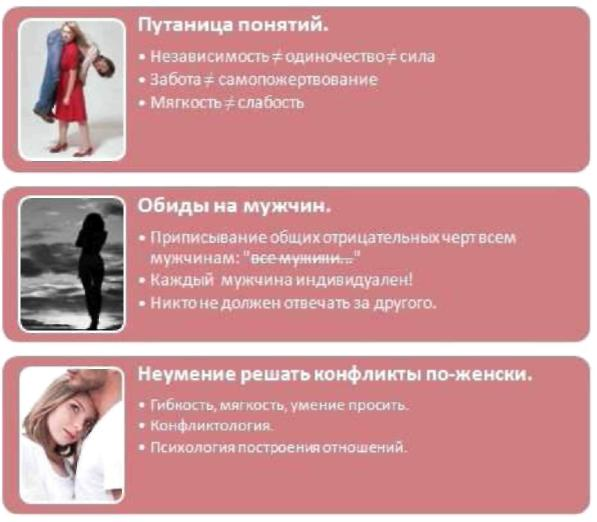 Путаница понятий.
• Независимость ≠ одиночество ≠ сила
• Забота ≠ самопожертвование
• Мягкость ≠ слабость
Обиды на мужчин.
• Приписывание общих отрицательных черт всем
мужчинам: "все мужики..."
• Каждый мужчина индивидуален!
• Никто не должен отвечать за другого.
Неумение решать конфликты по-женски.
• Гибкость, мягкость, умение просить.
• Конфликтология.
• Психология построения отношений.